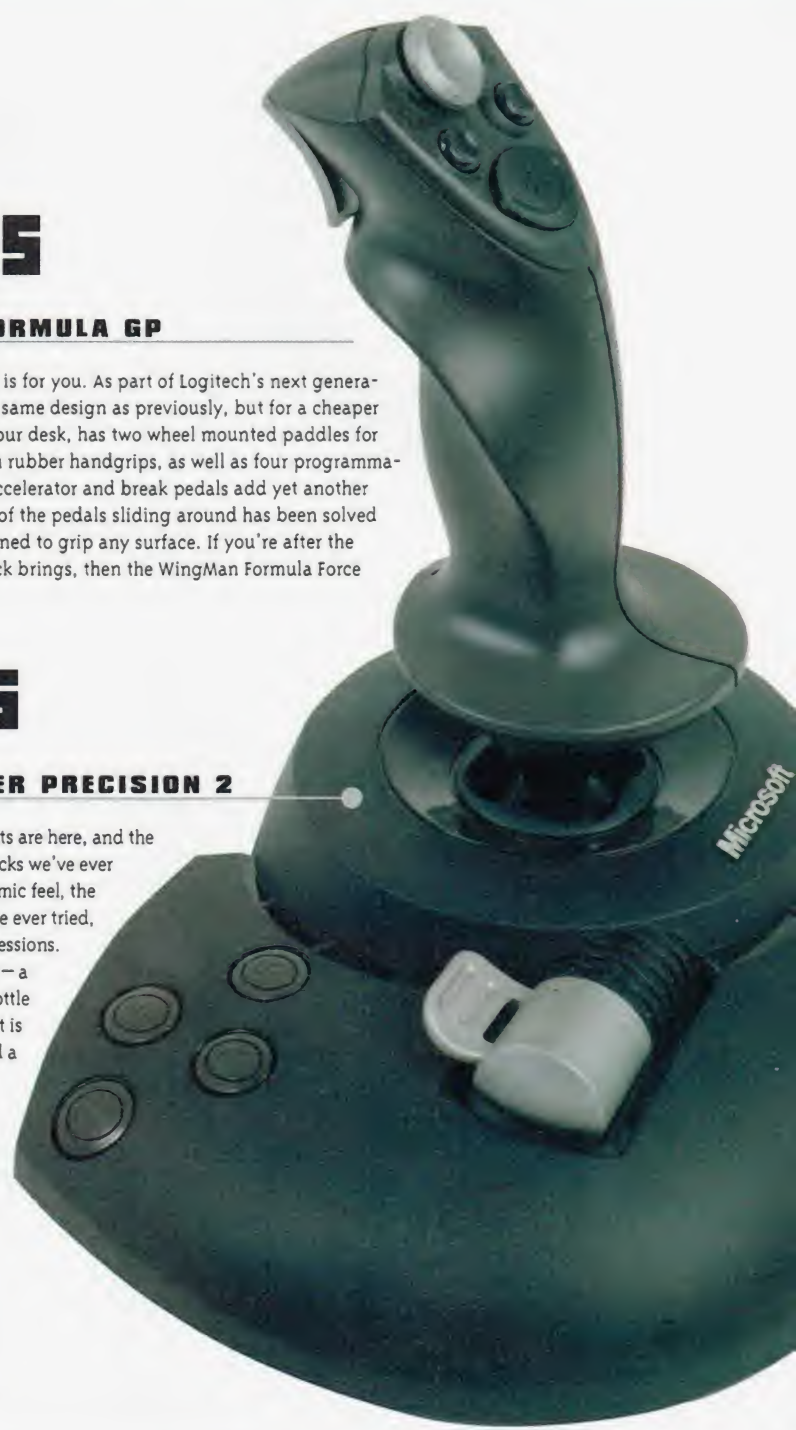 S
ORMULA GP
is for you. As part of Logitech's next genera-
same design as previously, but for a cheaper
our desk, has two wheel mounted paddles for
rubber handgrips, as well as four programma-
ccelerator and break pedals add yet another
of the pedals sliding around has been solved
ned to grip any surface. If you're after the
ck brings, then the WingMan Formula Force
S
ER PRECISION 2
ts are here, and the
cks we've ever
mic feel, the
e ever tried,
essions.
— a
ottle
t is
l a
Microsoft